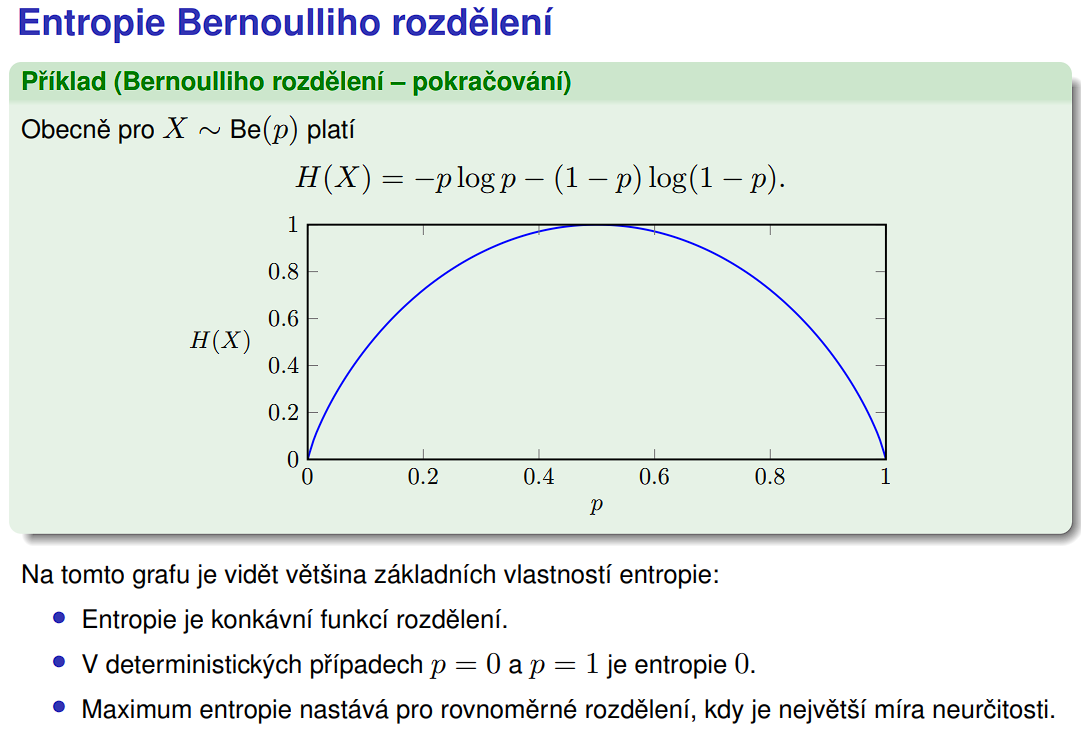 Entropie Bernoulliho rozdělení
Příklad (Bernoulliho rozdělení – pokračování)
Obecně pro X ∼ Be(p) platí
H(X) = −p log p − (1 − p) log(1 − p).
1
0.8
0.6
H(X)
0.4
0.2
0
0 0.2 0.4 0.6 0.8 1
p
Na tomto grafu je vidět většina základních vlastností entropie:
• Entropie je konkávní funkcí rozdělení.
• V deterministických případech p = 0 a p = 1 je entropie 0.
• Maximum entropie nastává pro rovnoměrné rozdělení, kdy je největší míra neurčitosti.